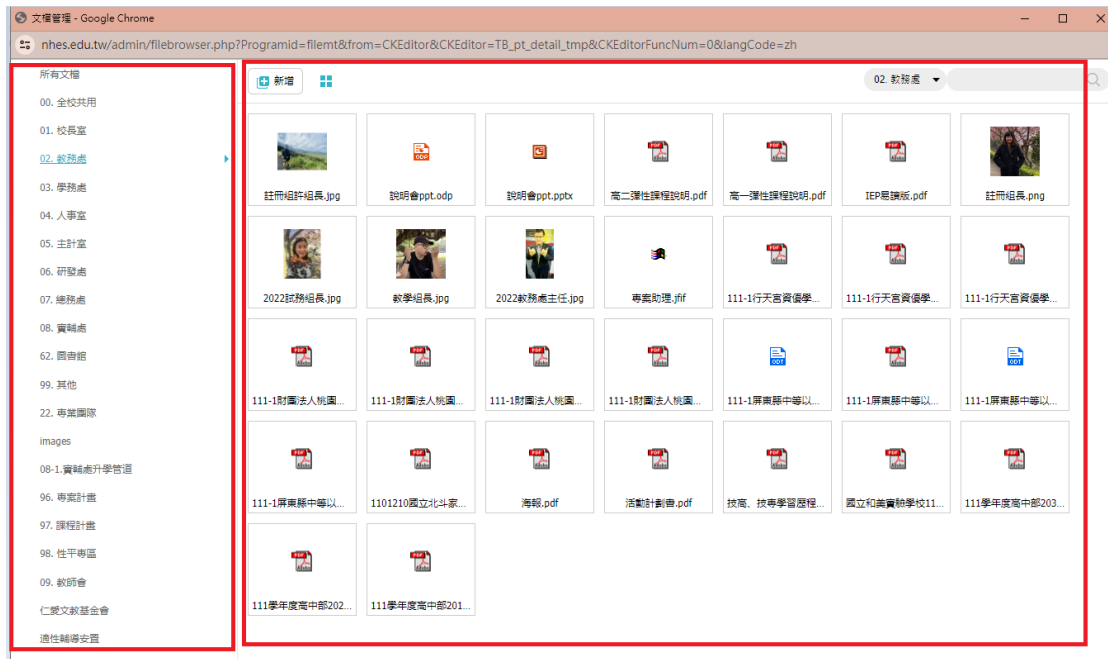 文檔管理 - Google Chrome
nhes.edu.tw/admin/filebrowser.php?Programid=filemt&from=CKEditor&CKEditor=TB_pt_detail_tmp&CKEditorFuncNum=0&langCode=zh
所有文檔
00. 全校共用
01. 校長室
02. 教務處
03. 學務處
04. 人事室
05. 主計室
06. 研發處
07. 總務處
08. 實輔處
62. 圖書館
99. 其他
22. 專業團隊
images
08-1.實輔處升學管道
96. 專案計畫
97. 課程計畫
98. 性平專區
09. 教師會
仁愛文教基金會
適性輔導安置
新增
02. 教務處
註冊組許組長.jpg
說明會ppt.odp
說明會ppt.pptx
高二彈性課程說明.pdf
高一彈性課程說明.pdf
IEP易讀版.pdf
註冊組長.png
2022試務組長.jpg
教學組長.jpg
2022教務處主任.jpg
專案助理.jfif
111-1行天宮資優學...
111-1行天宮資優學...
111-1行天宮資優學...
111-1財團法人桃園...
111-1財團法人桃園...
111-1財團法人桃園...
111-1財團法人桃園...
111-1屏東縣中等以...
111-1屏東縣中等以...
111-1屏東縣中等以...
111-1屏東縣中等以...
1101210國立北斗家...
海報.pdf
活動計劃書.pdf
技高、技專學習歷程...
國立和美實驗學校11...
111學年度高中部203...
111學年度高中部202...
111學年度高中部201...